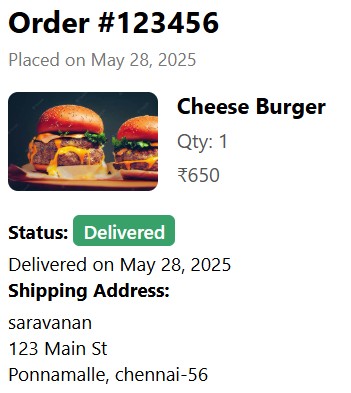 Order #123456
Placed on May 28, 2025
Cheese Burger
Qty: 1
₹650
Status: Delivered
Delivered on May 28, 2025
Shipping Address:
saravanan
123 Main St
Ponnamalle, chennai-56